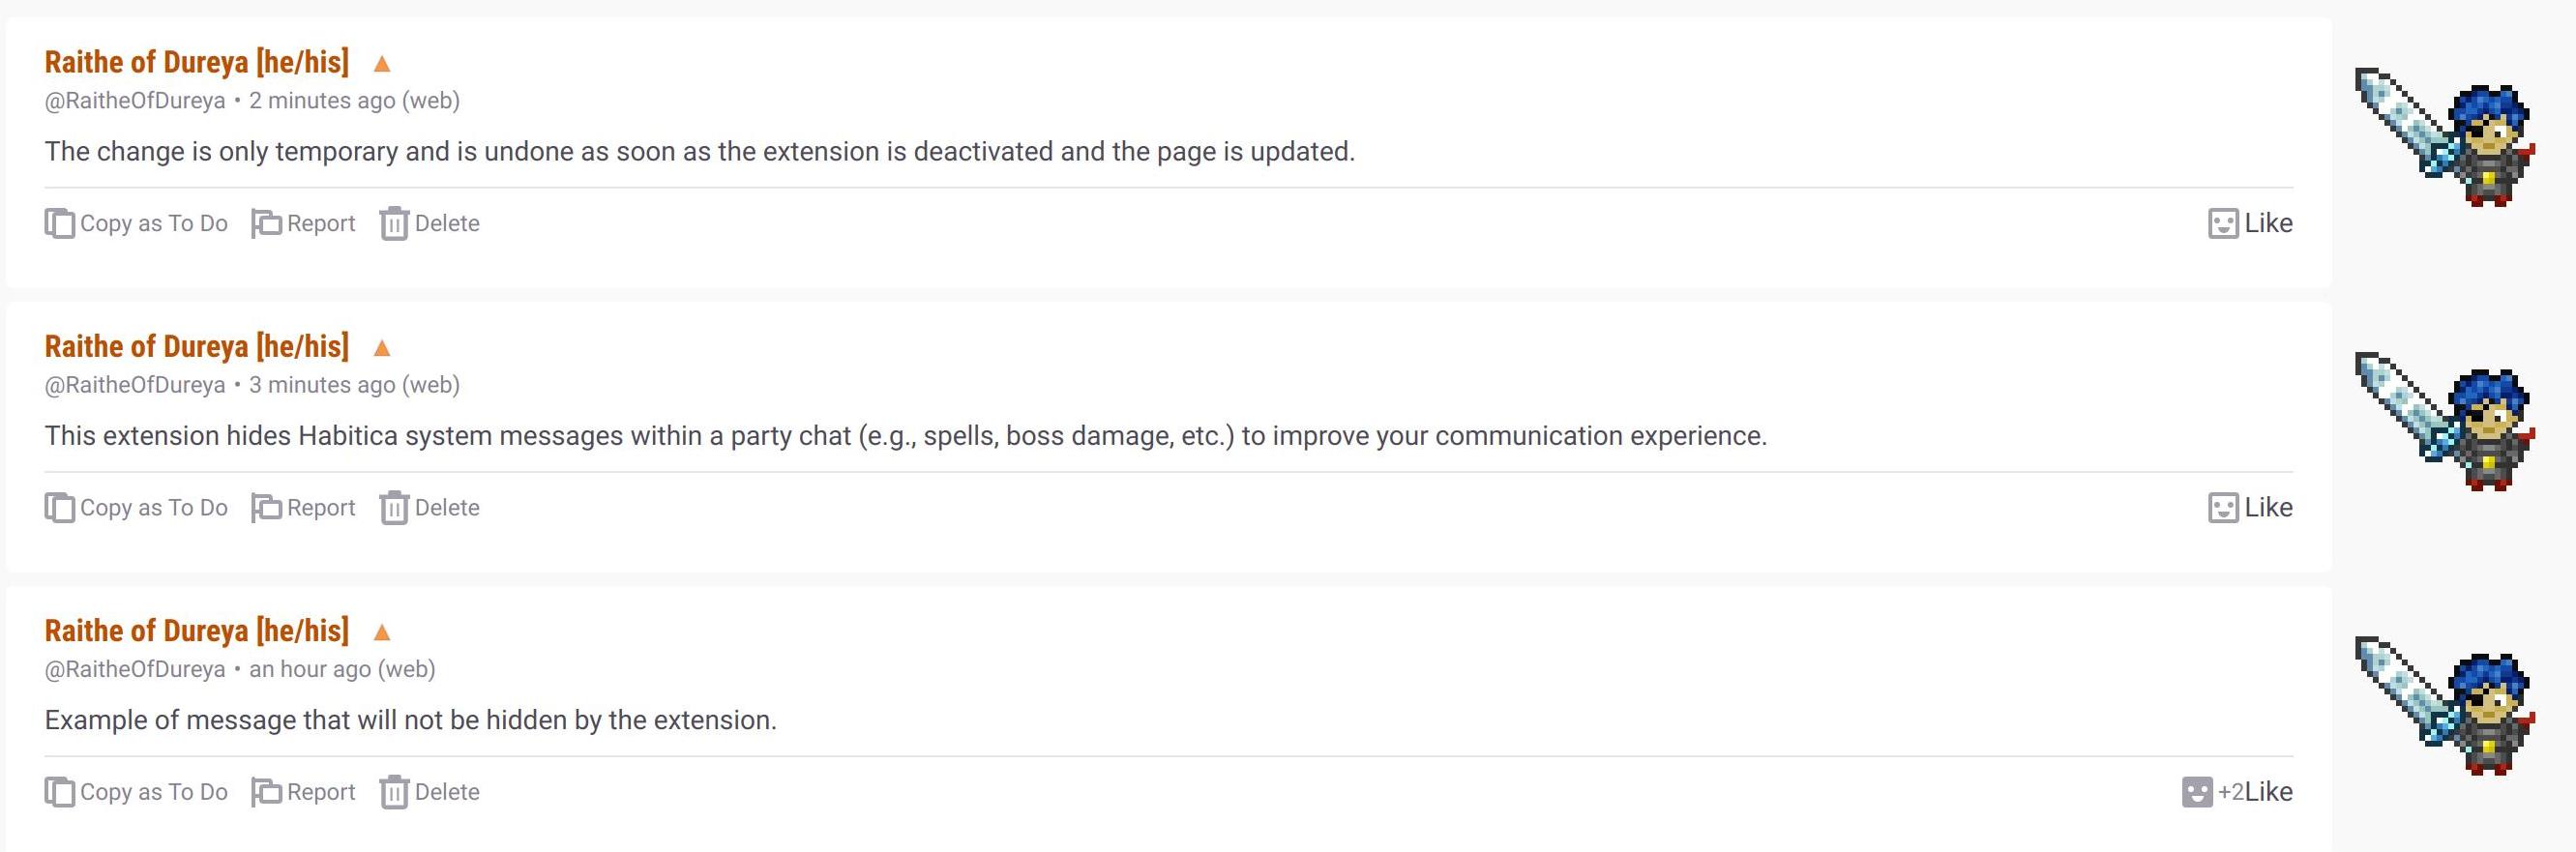 Raithe of Dureya [he/his]
@RaitheOfDureya • 2 minutes ago (web)
The change is only temporary and is undone as soon as the extension is deactivated and the page is updated.
Copy as To Do Report Delete Like
Raithe of Dureya [he/his]
@RaitheOfDureya • 3 minutes ago (web)
This extension hides Habitica system messages within a party chat (e.g., spells, boss damage, etc.) to improve your communication experience.
Copy as To Do Report Delete Like
Raithe of Dureya [he/his]
@RaitheOfDureya • an hour ago (web)
Example of message that will not be hidden by the extension.
Copy as To Do Report Delete +2Like